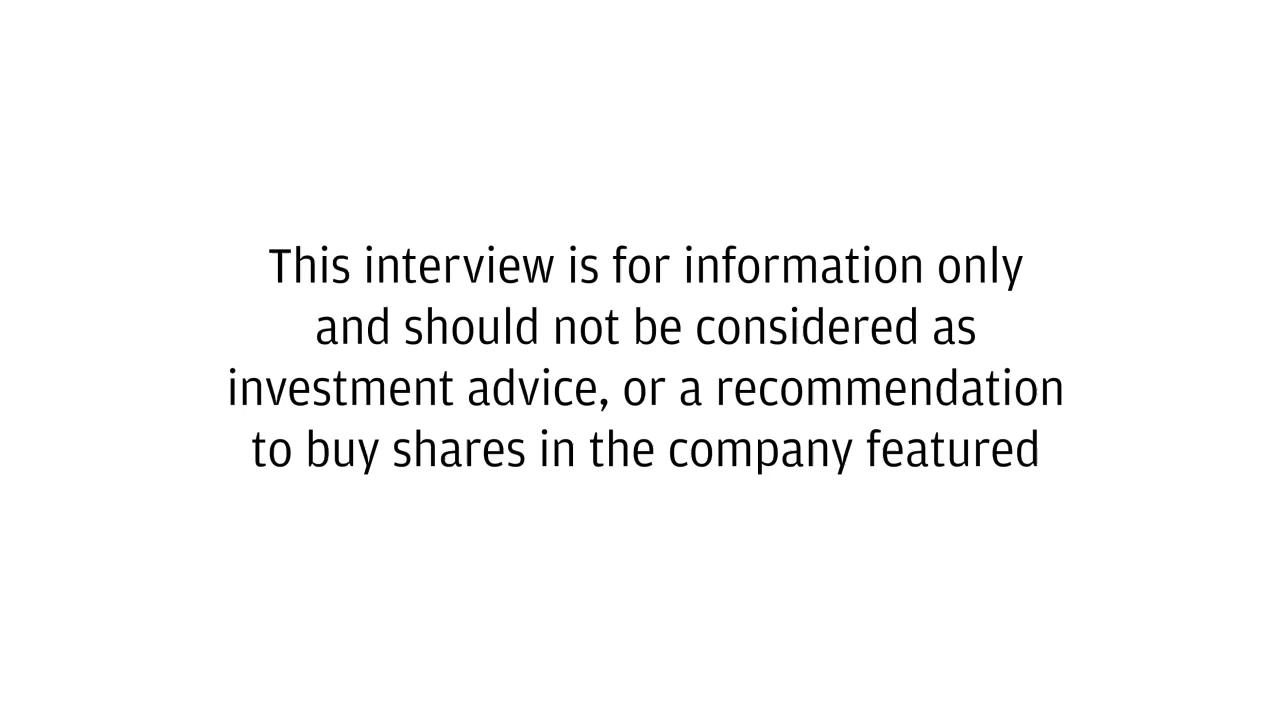 This interview is for information only
and should not be considered as
investment advice, or a recommendation
to buy shares in the company featured